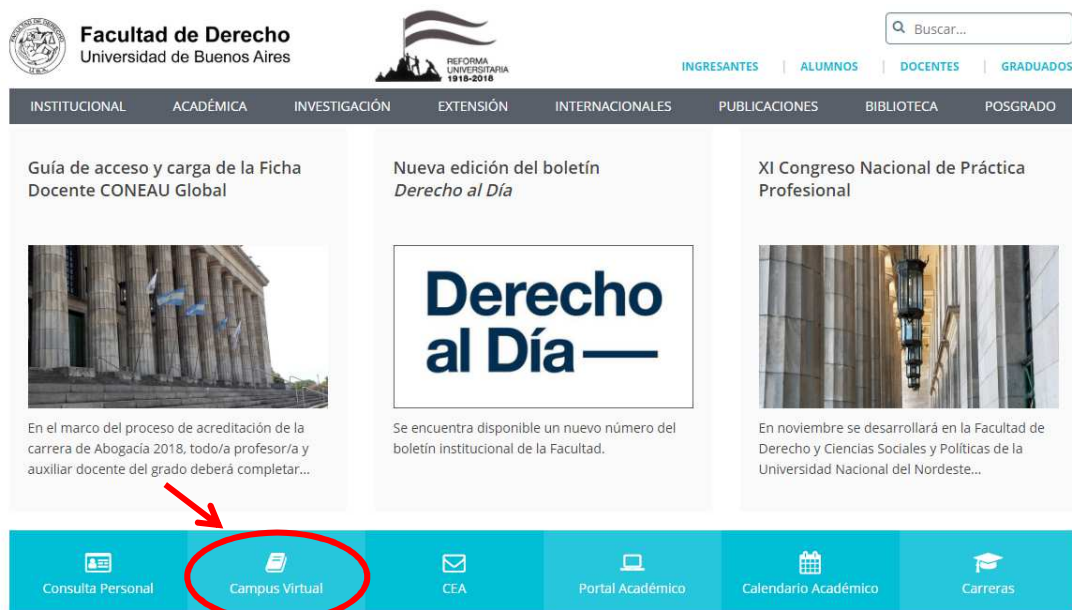 Facultad de Derecho
Universidad de Buenos Aires
REFORMA
UNIVERSITARIA
1918-2018
Buscar...
INGRESANTES | ALUMNOS | DOCENTES | GRADUADOS
INSTITUCIONAL ACADÉMICA INVESTIGACIÓN EXTENSIÓN INTERNACIONALES PUBLICACIONES BIBLIOTECA POSGRADO
Guía de acceso y carga de la Ficha
Docente CONEAU Global
En el marco del proceso de acreditación de la
carrera de Abogacía 2018, todo/a profesor/a y
auxiliar docente del grado deberá completar...
Nueva edición del boletín
Derecho al Día
Derecho
al Día—
Se encuentra disponible un nuevo número del
boletín institucional de la Facultad.
XI Congreso Nacional de Práctica
Profesional
En noviembre se desarrollará en la Facultad de
Derecho y Ciencias Sociales y Políticas de la
Universidad Nacional del Nordeste...
Consulta Personal
Campus Virtual
CEA
Portal Académico
Calendario Académico
Carreras